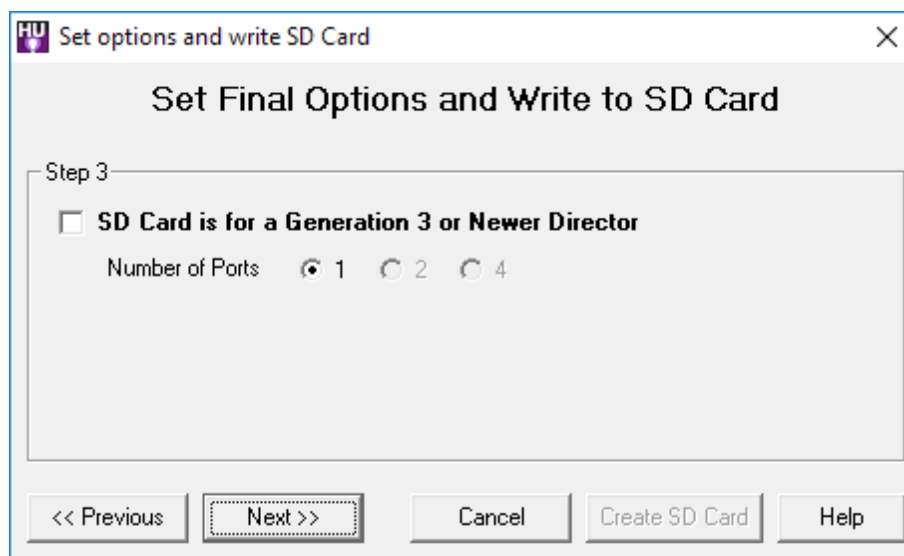 HU Set options and write SD Card
Set Final Options and Write to SD Card
Step 3
SD Card is for a Generation 3 or Newer Director
Number of Ports 1 2 4
<< Previous Next >> Cancel Create SD Card Help